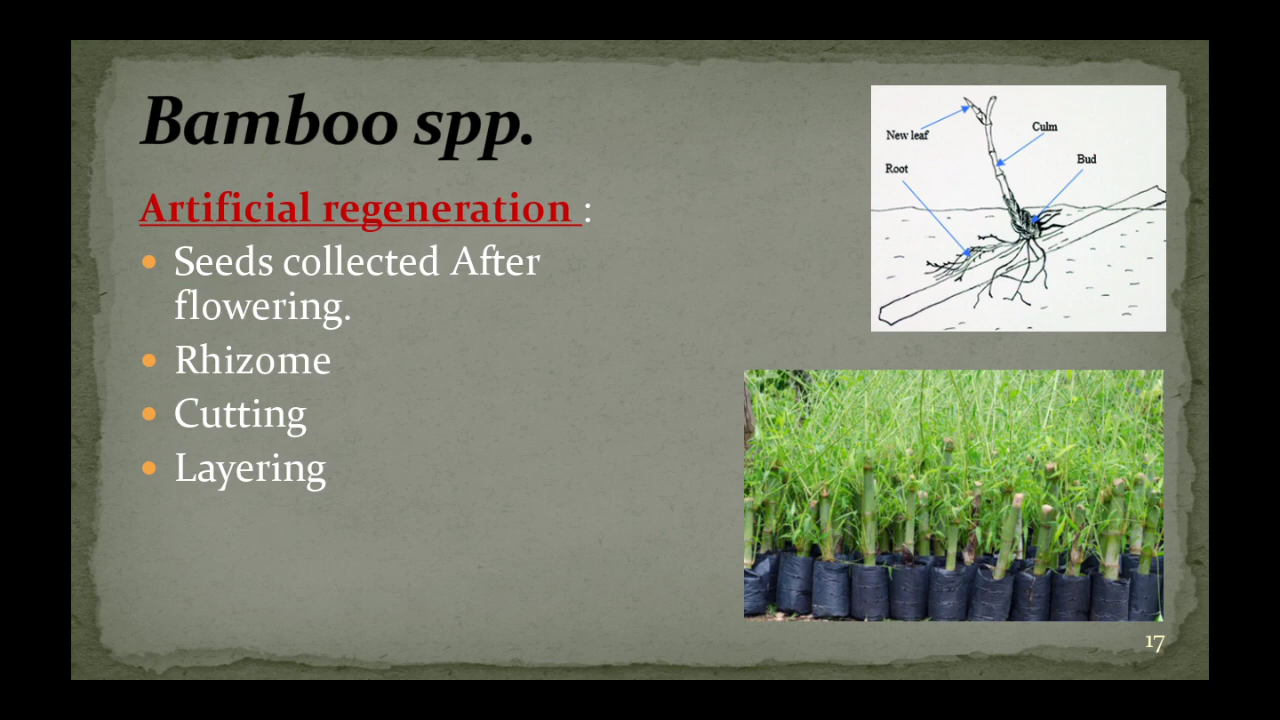 Bamboo spp.
Artificial regeneration :
• Seeds collected After
flowering.
• Rhizome
• Cutting
• Layering
New leaf
Culm
Bud
Root
17